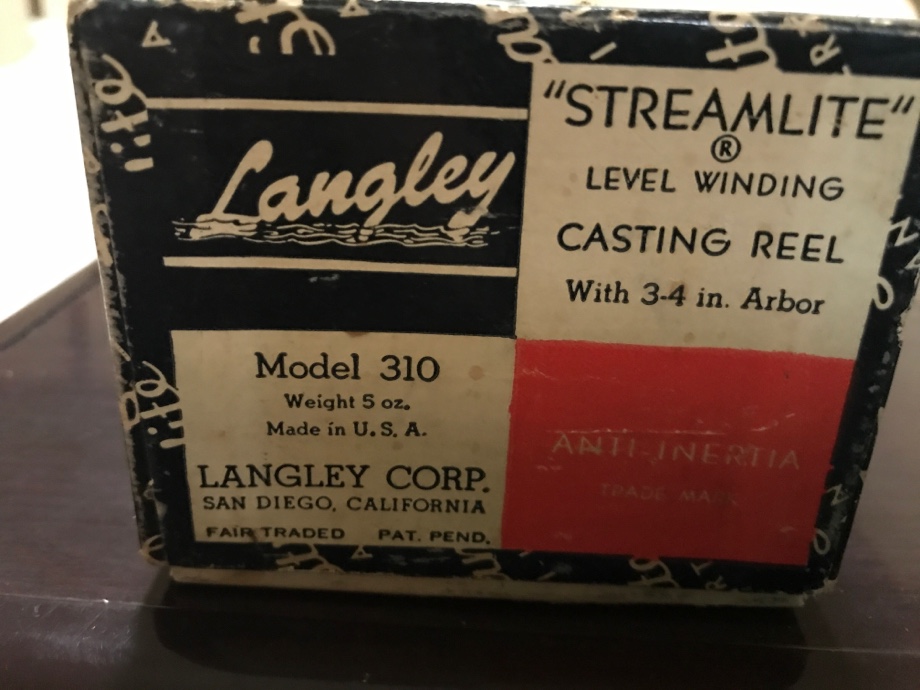 Langley
"STREAMLITE"
®
LEVEL WINDING
CASTING REEL
With 3-4 in. Arbor
Model 310
Weight 5 oz.
Made in U.S.A.
LANGLEY CORP.
SAN DIEGO, CALIFORNIA
FAIR TRADED PAT. PEND.
ANTI-INERTIA
TRADE MARK